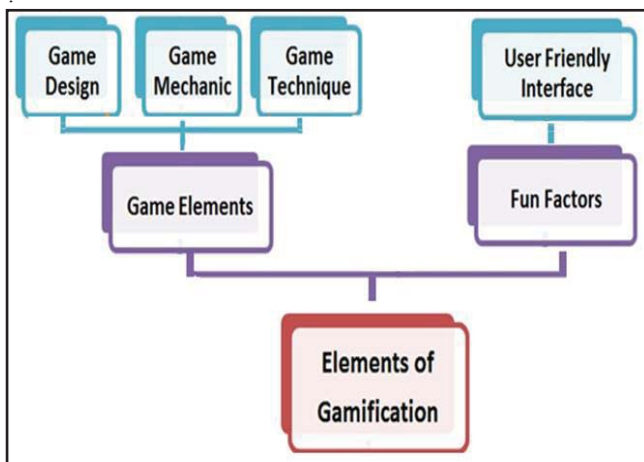 Game
Design
Game
Mechanic
Game
Technique
User Friendly
Interface
Game Elements
Fun Factors
Elements of
Gamification